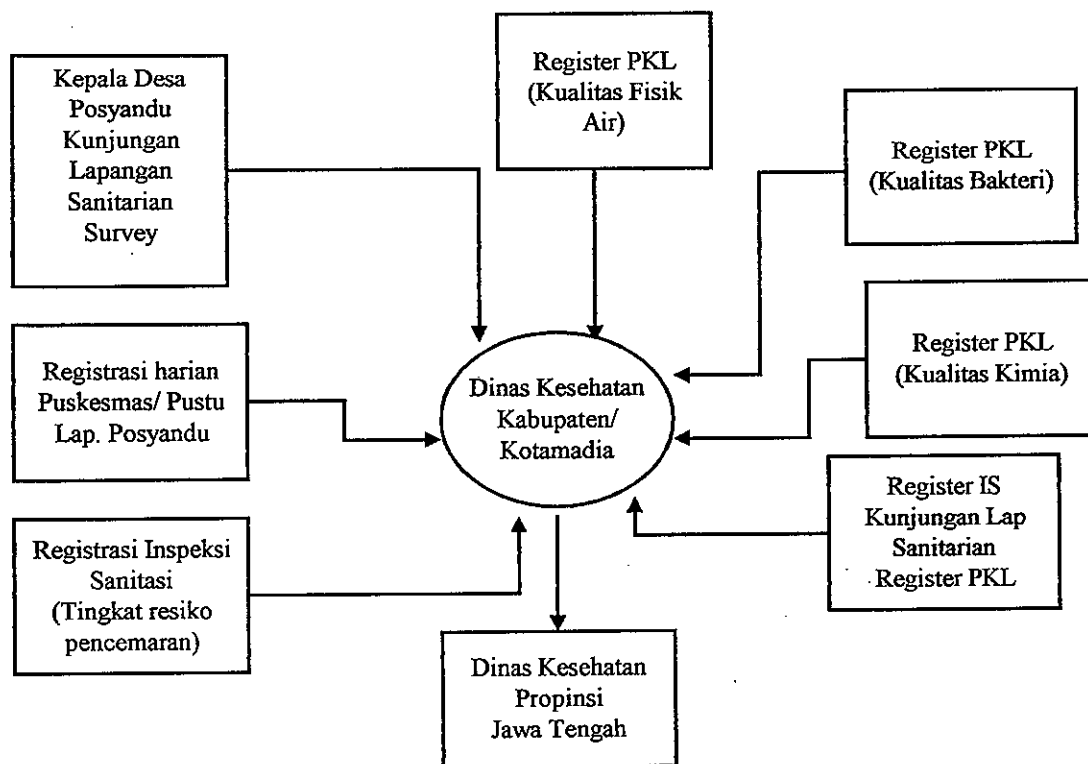 Kepala Desa
Posyandu
Kunjungan
Lapangan
Sanitarian
Survey
Register PKL
(Kualitas Fisik
Air)
Register PKL
(Kualitas Bakteri)
Registrasi harian
Puskesmas/ Pustu
Lap. Posyandu
Dinas Kesehatan
Kabupaten/
Kotamadia
Register PKL
(Kualitas Kimia)
Registrasi Inspeksi
Sanitasi
(Tingkat resiko
pencemaran)
Register IS
Kunjungan Lap
Sanitarian
Register PKL
Dinas Kesehatan
Propinsi
Jawa Tengah